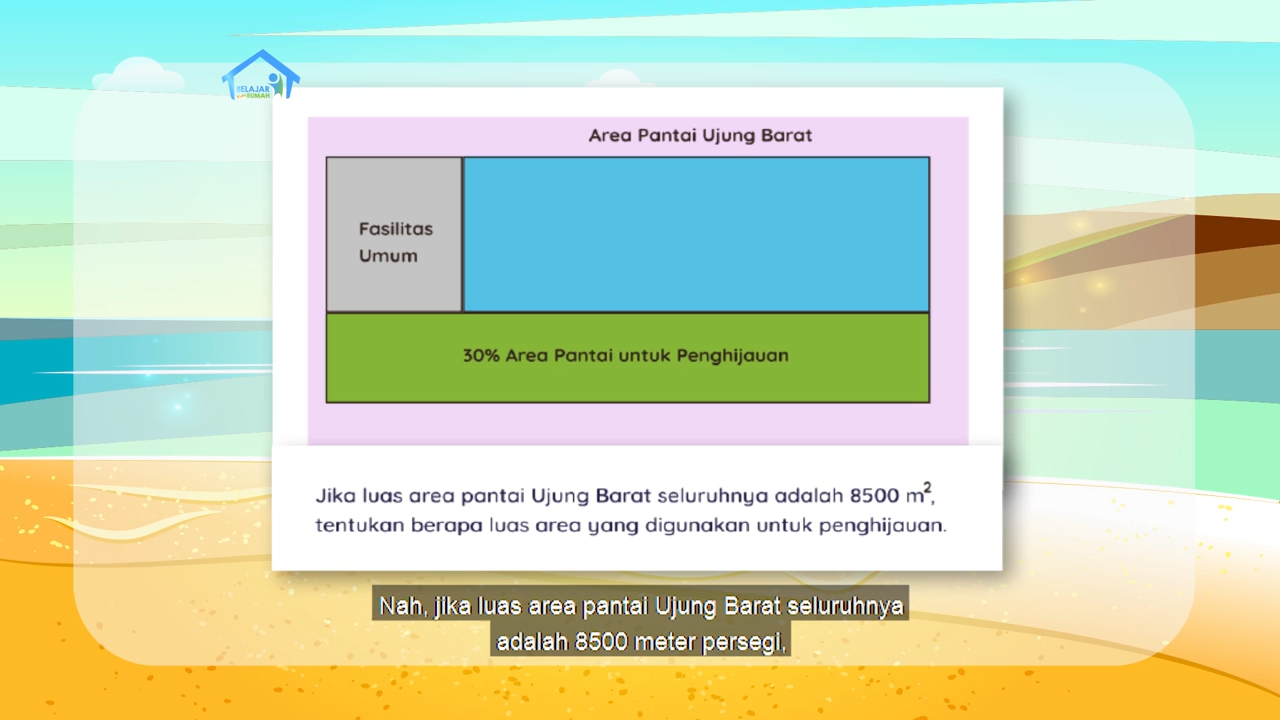 BELAJAR
RUMAH
Area Pantai Ujung Barat
Fasilitas
Umum
30% Area Pantai untuk Penghijauan
Jika luas area pantai Ujung Barat seluruhnya adalah 8500 m²,
tentukan berapa luas area yang digunakan untuk penghijauan.
Nah, jika luas area pantai Ujung Barat seluruhnya
adalah 8500 meter persegi,